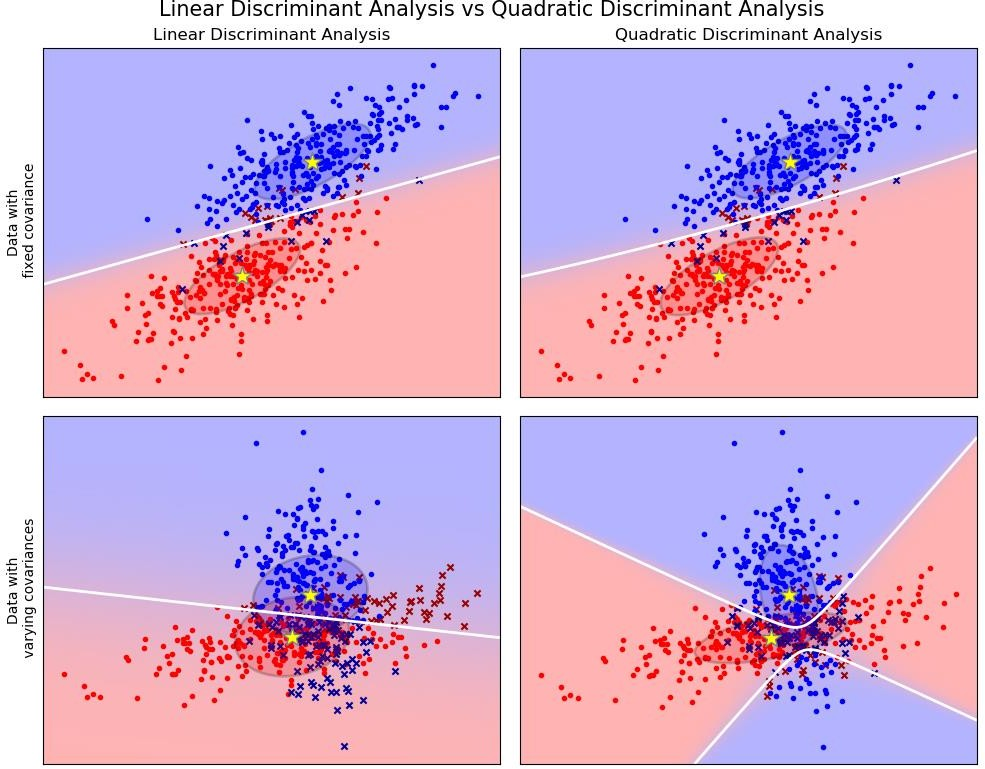 Linear Discriminant Analysis vs Quadratic Discriminant Analysis
Linear Discriminant Analysis
Quadratic Discriminant Analysis
Data with
fixed covariance
Data with
varying covariances